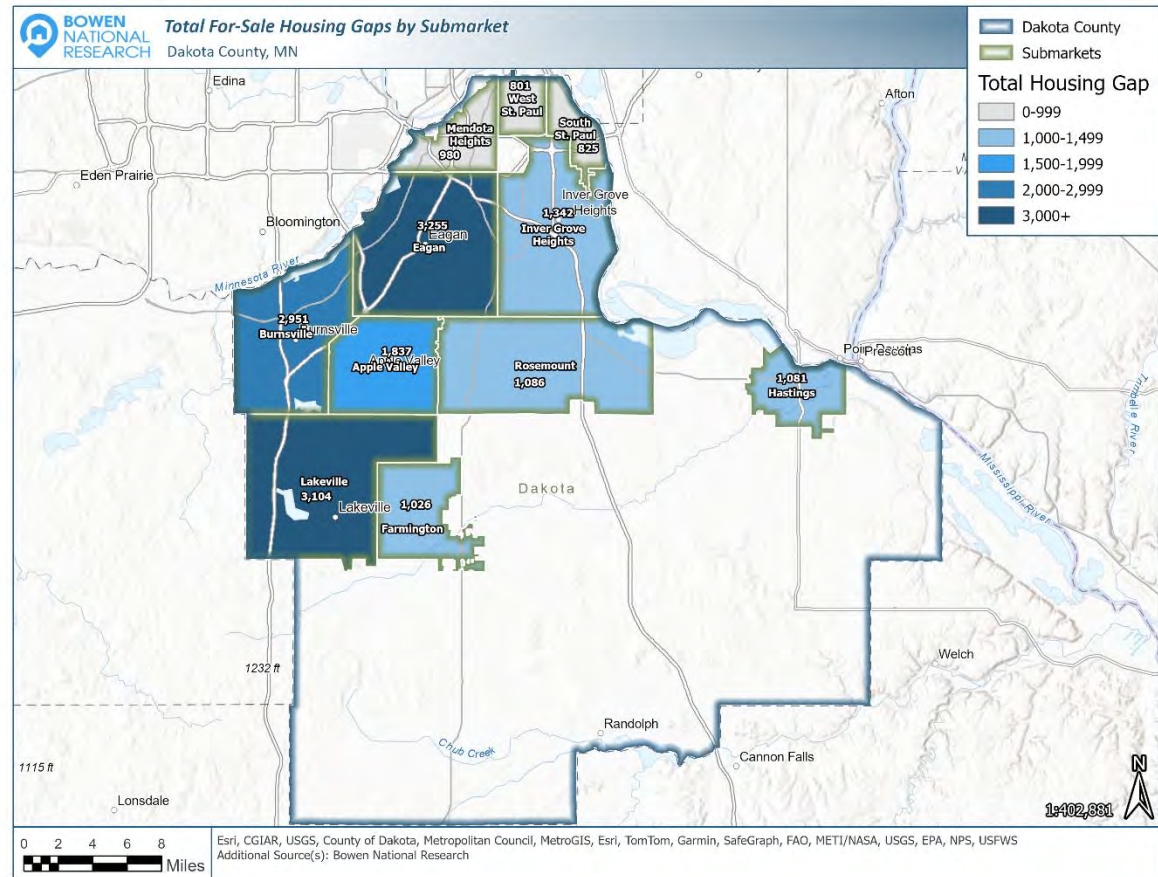 BOWEN
NATIONAL
RESEARCH
Total For-Sale Housing Gaps by Submarket
Dakota County, MN
Dakota County
Submarkets
Total Housing Gap
0-999
1,000-1,499
1,500-1,999
2,000-2,999
3,000+
Edina
Afton
801
West
St. Paul
South
St. Paul
825
Mendota
Heights
980
Eden Prairie
Bloomington
Inver Grove
Heights
1,342
Inver Grove
Heights
3,255
Eagan
Eagan
Minnesota River
2,951
Burnsville
Burnsville
1,837
Apple Valley
Apple Valley
Rosemount
1,086
Prescott
1,081
Hastings
Trimbelle River
Mississippi River
Lakeville
3,104
Lakeville
1,026
Farmington
Dakota
1232 ft
Welch
Randolph
Chub Creek
Cannon Falls
1115 ft
Lonsdale
N
1:402,881
0 2 4 6 8
Miles
Esri, CGIAR, USGS, County of Dakota, Metropolitan Council, MetroGIS, Esri, TomTom, Garmin, SafeGraph, FAO, METI/NASA, USGS, EPA, NPS, USFWS
Additional Source(s): Bowen National Research